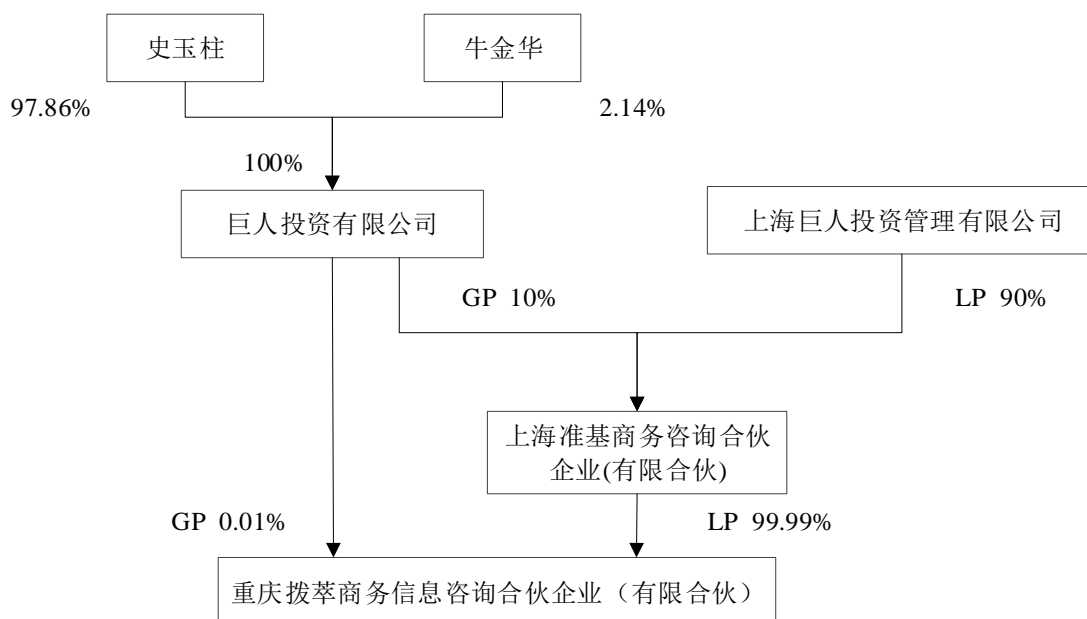 史玉柱
牛金华
97.86%
2.14%
100%
巨人投资有限公司
上海巨人投资管理有限公司
GP 10%
LP 90%
上海准基商务咨询合伙
企业(有限合伙)
GP 0.01%
LP 99.99%
重庆拨萃商务信息咨询合伙企业（有限合伙）